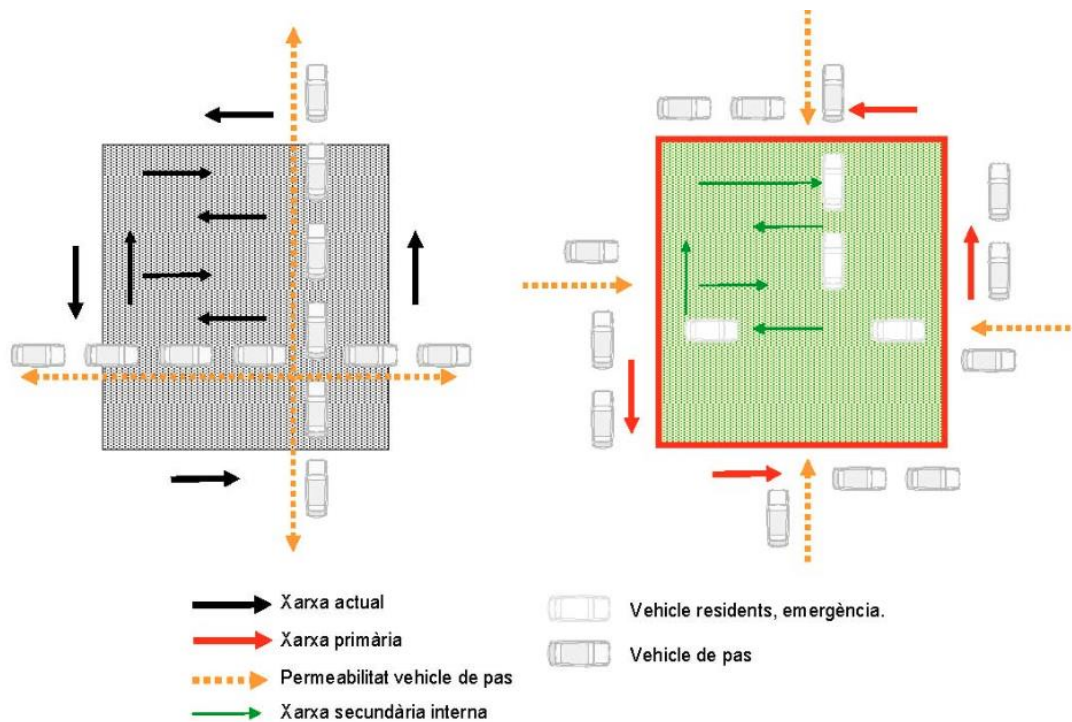 Xarxa actual
Xarxa primària
Permeabilitat vehicle de pas
Xarxa secundària interna
Vehicle residents, emergència.
Vehicle de pas